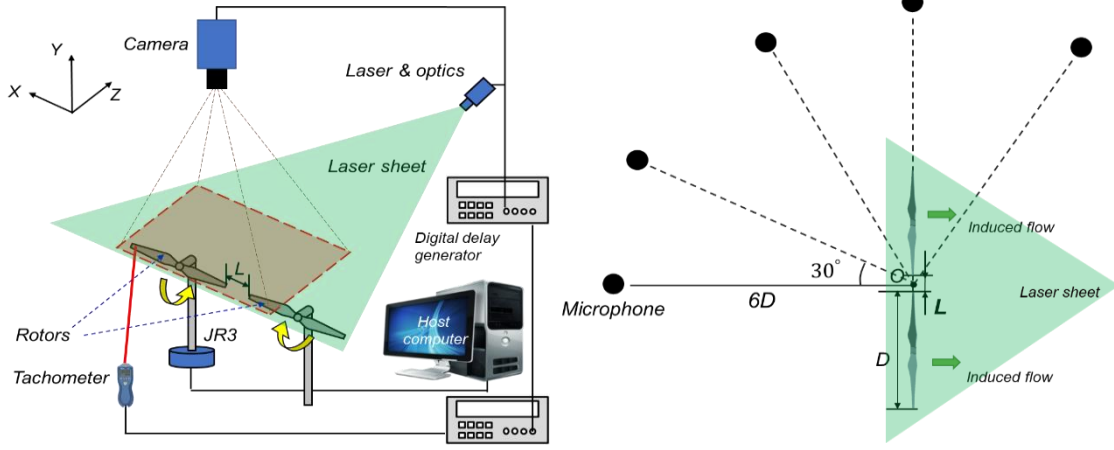 Camera
Y
X
Z
Laser & optics
Laser sheet
L
Digital delay
generator
Rotors
JR3
Host
computer
Tachometer
30°
O
Microphone
6D
L
D
Induced flow
Laser sheet
Induced flow